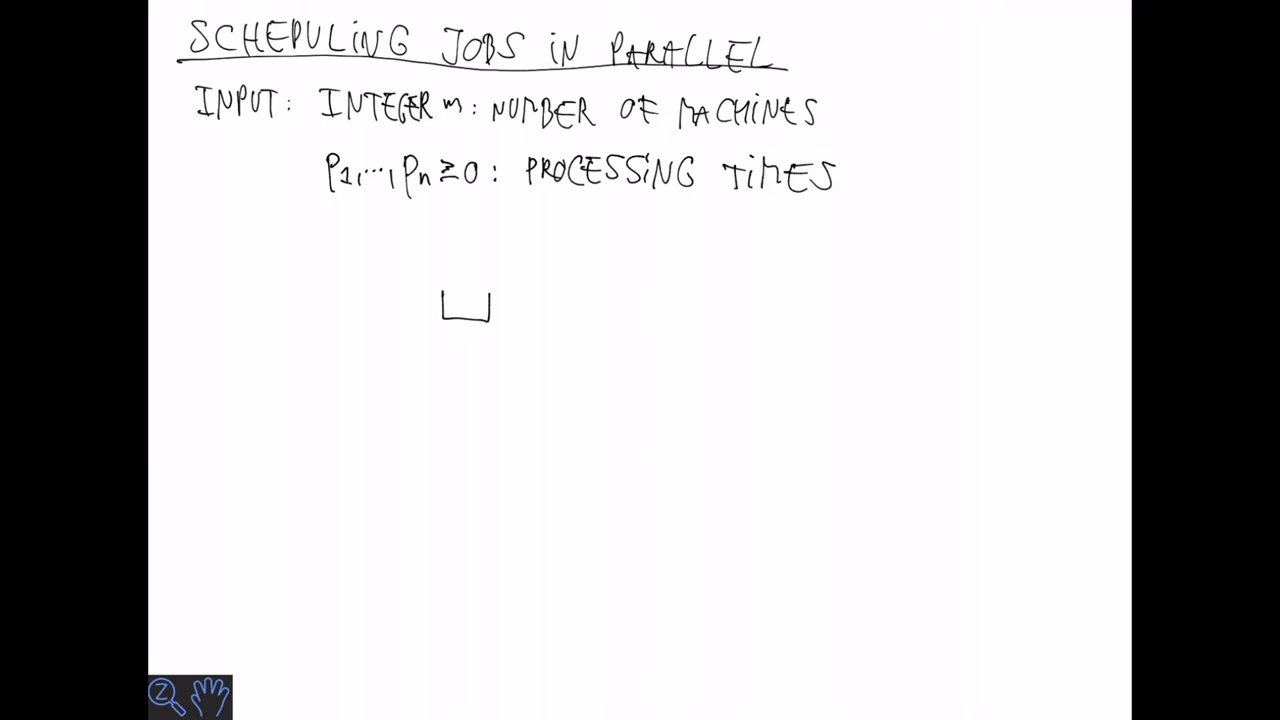 SCHEDULING JOBS IN PARALLEL
INPUT: INTEGER m: NUMBER OF MACHINES
p1,...,pn ≥ 0: PROCESSING TIMES
Z